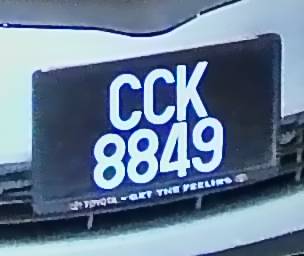 CCK
8849
TOYOTA - GET THE FEELING